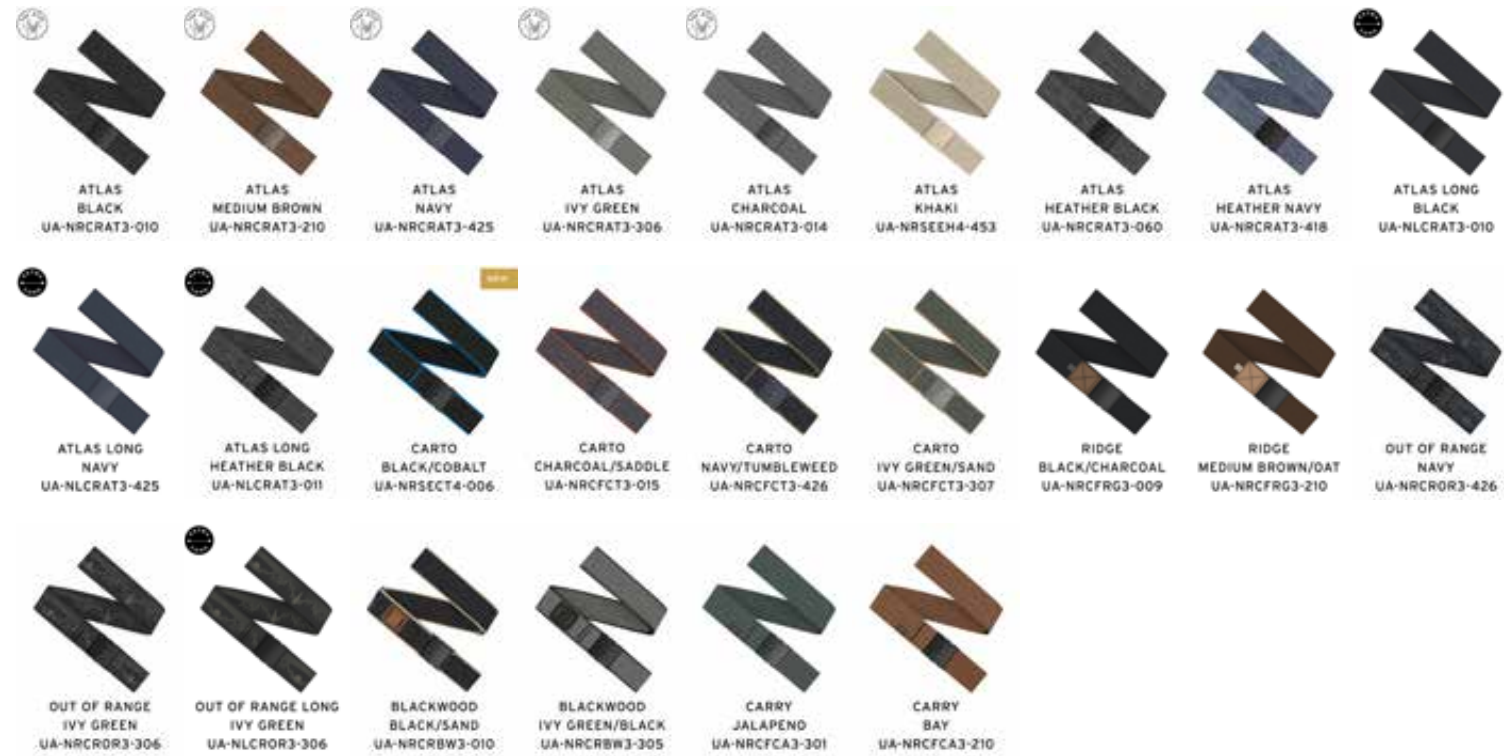 ATLAS
BLACK
UA-NRCRAT3-010
ATLAS
MEDIUM BROWN
UA-NRCRAT3-210
ATLAS
NAVY
UA-NRCRAT3-425
ATLAS
IVY GREEN
UA-NRCRAT3-306
ATLAS
CHARCOAL
UA-NRCRAT3-014
ATLAS
KHAKI
UA-NRSEEH4-453
ATLAS
HEATHER BLACK
UA-NRCRAT3-060
ATLAS
HEATHER NAVY
UA-NRCRAT3-418
ATLAS LONG
BLACK
UA-NLCRAT3-010
ATLAS LONG
NAVY
UA-NLCRAT3-425
ATLAS LONG
HEATHER BLACK
UA-NLCRAT3-011
NEW
CARTO
BLACK/COBALT
UA-NRSECT4-006
CARTO
CHARCOAL/SADDLE
UA-NRCFCT3-015
CARTO
NAVY/TUMBLEWEED
UA-NRCFCT3-426
CARTO
IVY GREEN/SAND
UA-NRCFCT3-307
RIDGE
BLACK/CHARCOAL
UA-NRCFRG3-009
RIDGE
MEDIUM BROWN/OAT
UA-NRCFRG3-210
OUT OF RANGE
NAVY
UA-NRCROR3-426
OUT OF RANGE
IVY GREEN
UA-NRCROR3-306
OUT OF RANGE LONG
IVY GREEN
UA-NLCROR3-306
BLACKWOOD
BLACK/SAND
UA-NRCRBW3-010
BLACKWOOD
IVY GREEN/BLACK
UA-NRCRBW3-305
CARRY
JALAPENO
UA-NRCFCA3-301
CARRY
BAY
UA-NRCFCA3-210